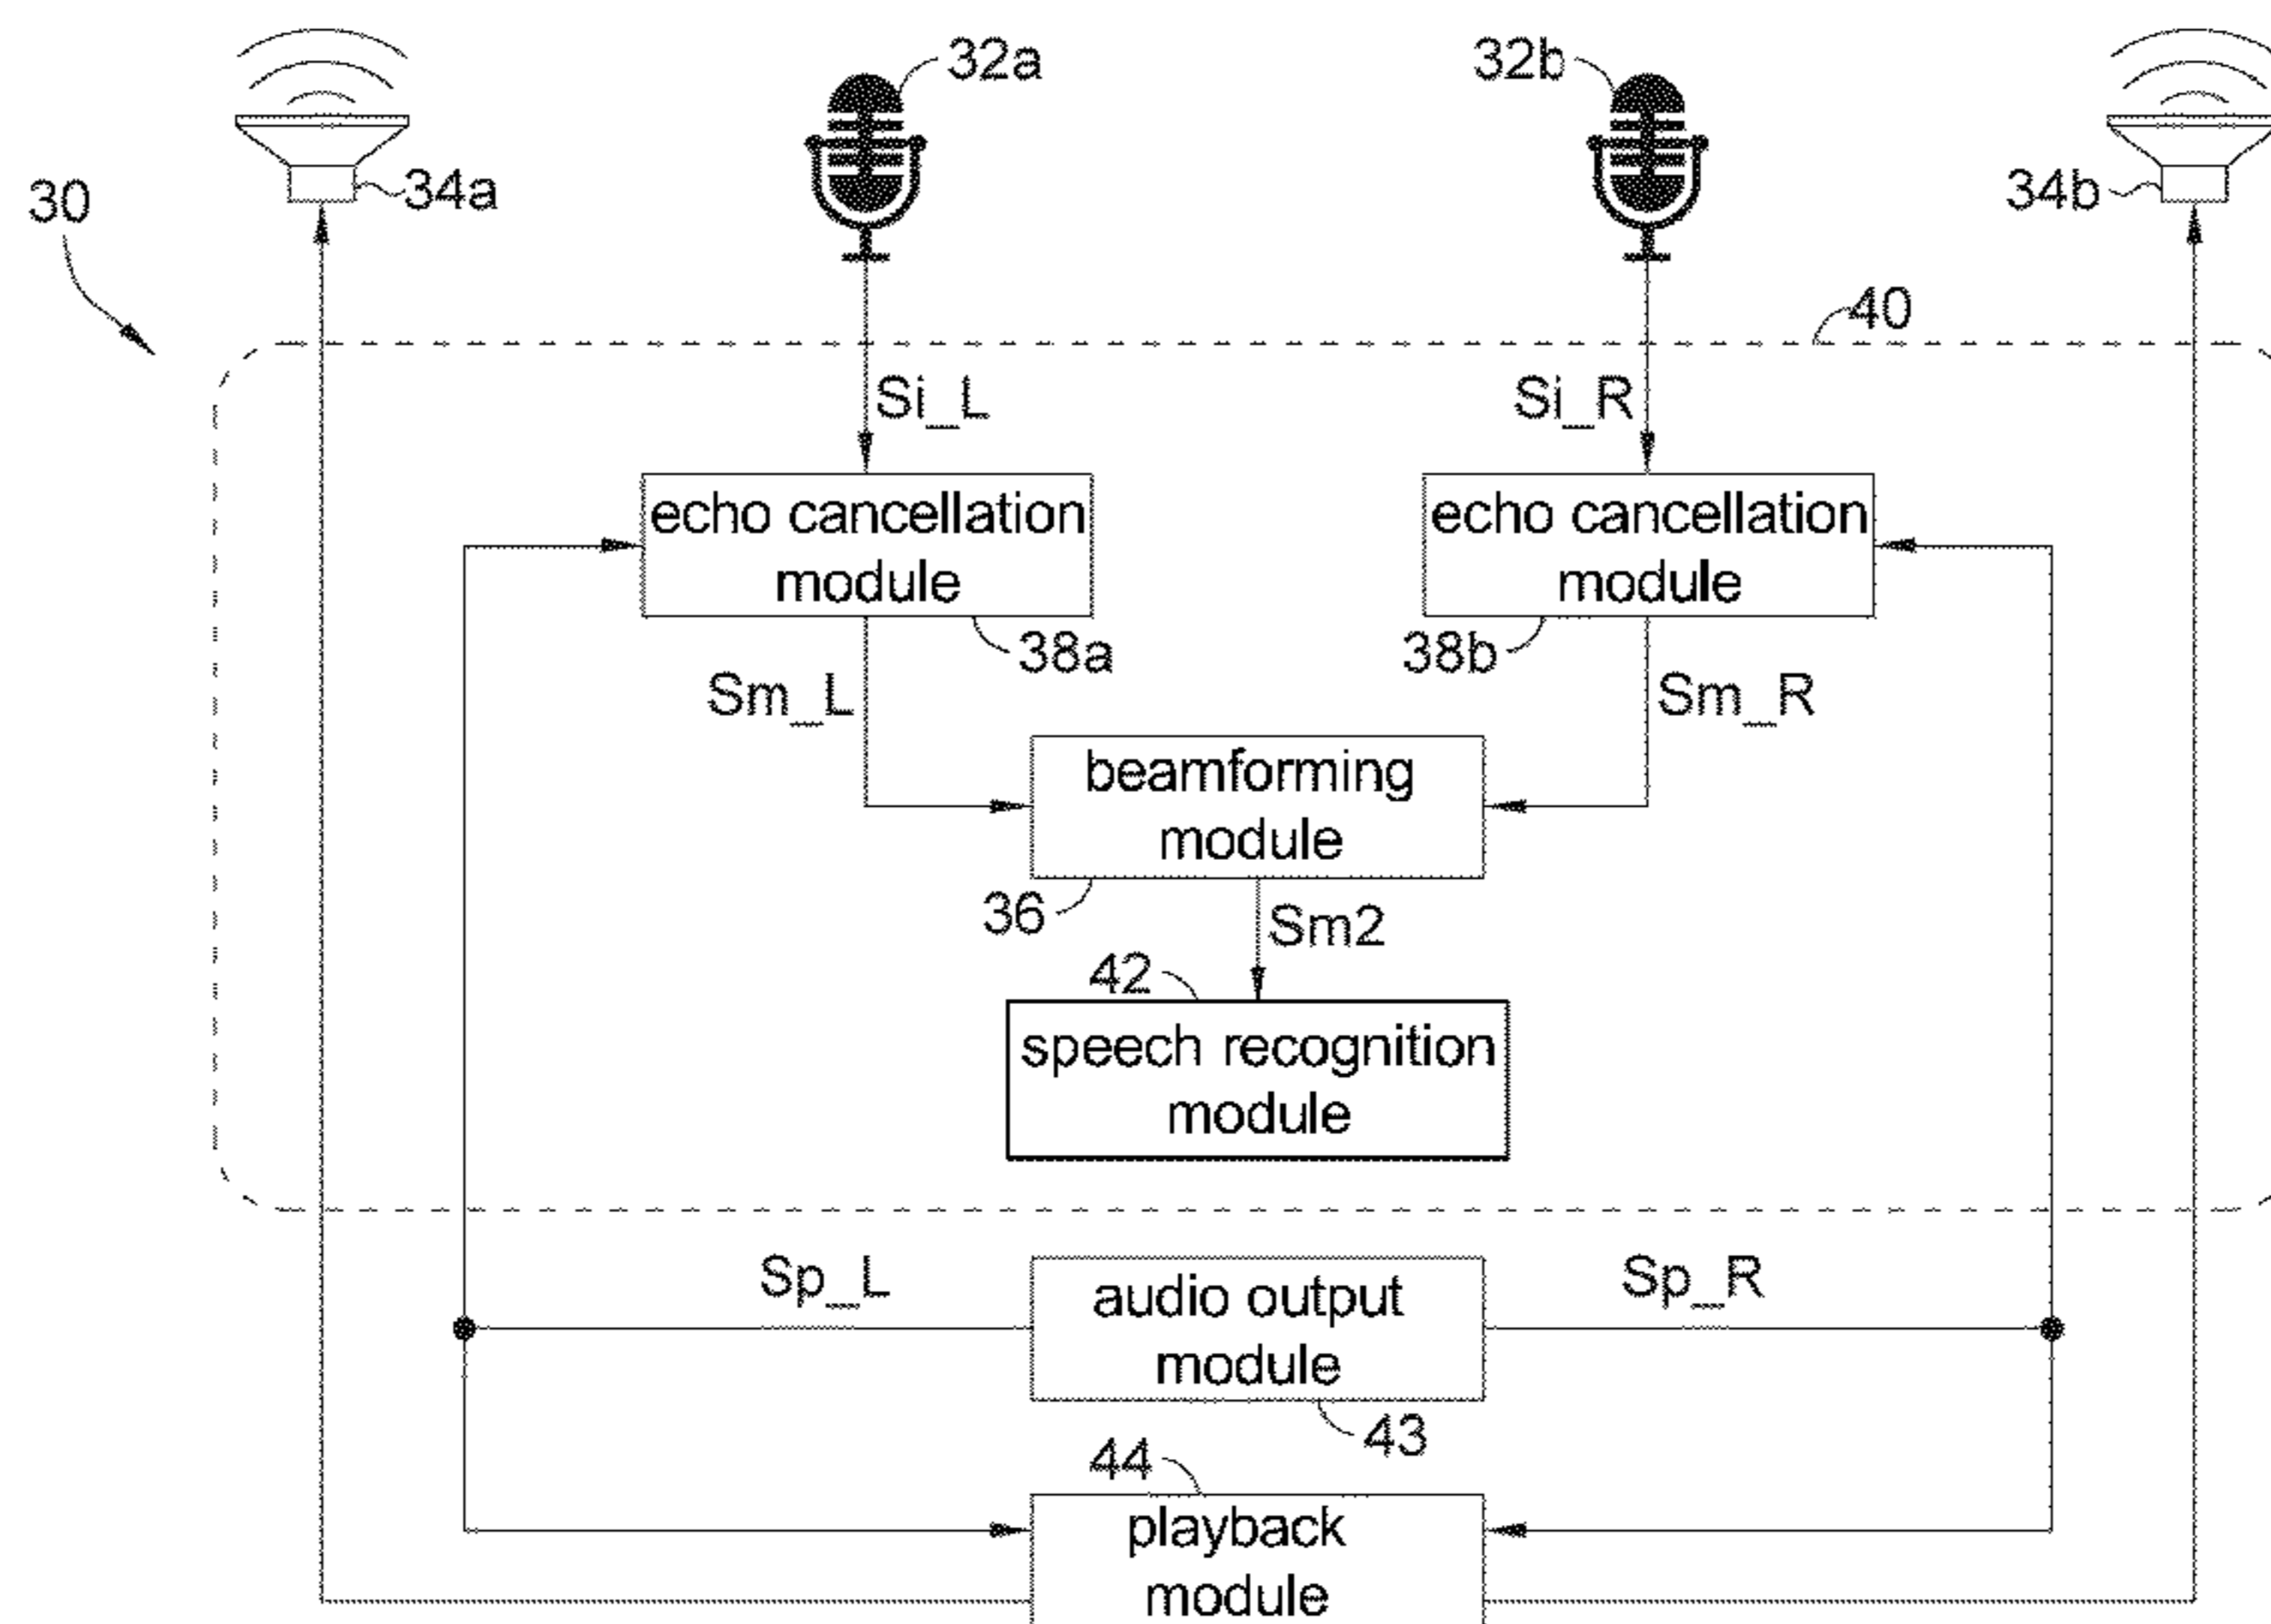 32a
32b
30
34a
34b
40
Si_L
Si_R
echo cancellation
module
echo cancellation
module
38a
38b
Sm_L
Sm_R
beamforming
module
36
Sm2
42
speech recognition
module
Sp_L
Sp_R
audio output
module
43
44
playback
module